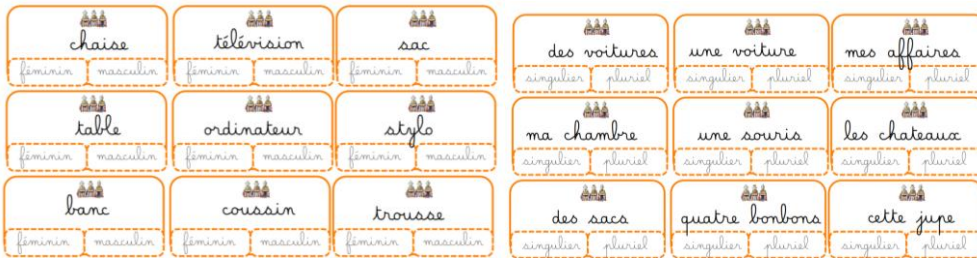 chaise télévision sac
féminin masculin féminin masculin féminin masculin
table ordinateur stylo
féminin masculin féminin masculin féminin masculin
banc coussin trousse
féminin masculin féminin masculin féminin masculin
des voitures une voiture mes affaires
singulier pluriel singulier pluriel singulier pluriel
ma chambre une souris les chateaux
singulier pluriel singulier pluriel singulier pluriel
des sacs quatre bonbons cette jupe
singulier pluriel singulier pluriel singulier pluriel